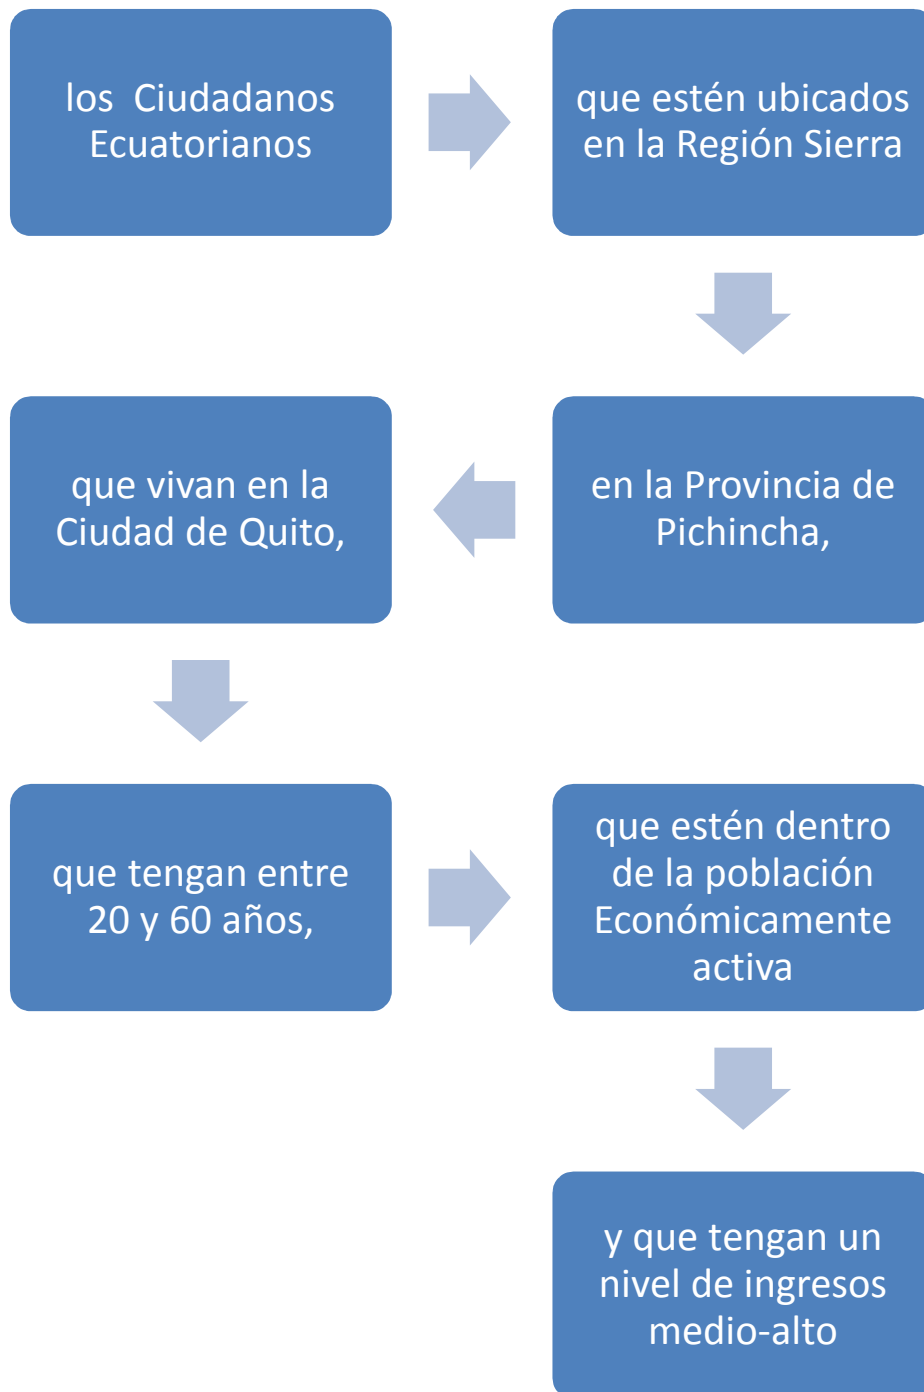 los Ciudadanos
Ecuatorianos
que estén ubicados
en la Región Sierra
en la Provincia de
Pichincha,
que vivan en la
Ciudad de Quito,
que tengan entre
20 y 60 años,
que estén dentro
de la población
Económicamente
activa
y que tengan un
nivel de ingresos
medio-alto